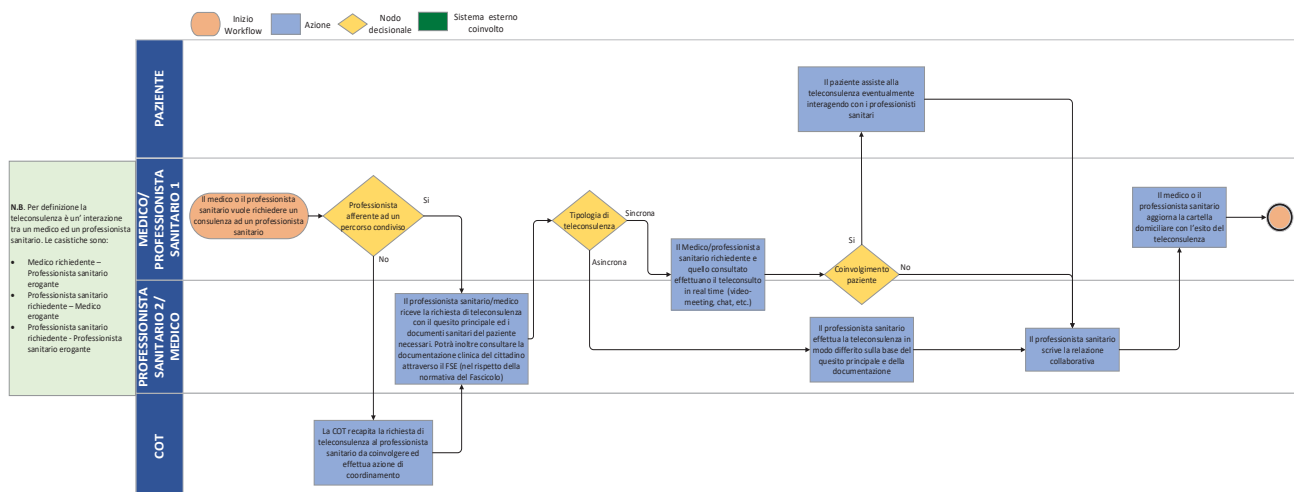 Inizio
Workflow
Azione
Nodo
decisionale
Sistema esterno
coinvolto
PAZIENTE
Il paziente assiste alla
teleconsulenza eventualmente
interagendo con i professionisti
sanitari
N.B. Per definizione la
teleconsulenza è un' interazione
tra un medico ed un professionista
sanitario. Le casistiche sono:
• Medico richiedente –
Professionista sanitario
erogante
• Professionista sanitario
richiedente – Medico
erogante
• Professionista sanitario
richiedente - Professionista
sanitario erogante
MEDICO/
PROFESSIONISTA
SANITARIO 1
Il medico o il professionista
sanitario vuole richiedere un
consulenza ad un professionista
sanitario
Professionista
afferente ad un
percorso condiviso
Si
No
Tipologia di
teleconsulenza
Sincrona
Asincrona
Il Medico/professionista
sanitario richiedente e
quello consultato
effettuano il teleconsulto
in real time (video-
meeting, chat, etc.)
Si
Coinvolgimento
paziente
No
Il medico o il
professionista sanitario
aggiorna la cartella
domiciliare con l'esito del
teleconsulenza
PROFESSIONISTA
SANITARIO 2/
MEDICO
Il professionista sanitario/medico
riceve la richiesta di teleconsulenza
con il quesito principale ed i
documenti sanitari del paziente
necessari. Potrà inoltre consultare la
documentazione clinica del cittadino
attraverso il FSE (nel rispetto della
normativa del Fascicolo)
Il professionista sanitario
effettua la teleconsulenza in
modo differito sulla base del
quesito principale e della
documentazione
Il professionista sanitario
scrive la relazione
collaborativa
COT
La COT recapita la richiesta di
teleconsulenza al professionista
sanitario da coinvolgere ed
effettua azione di
coordinamento